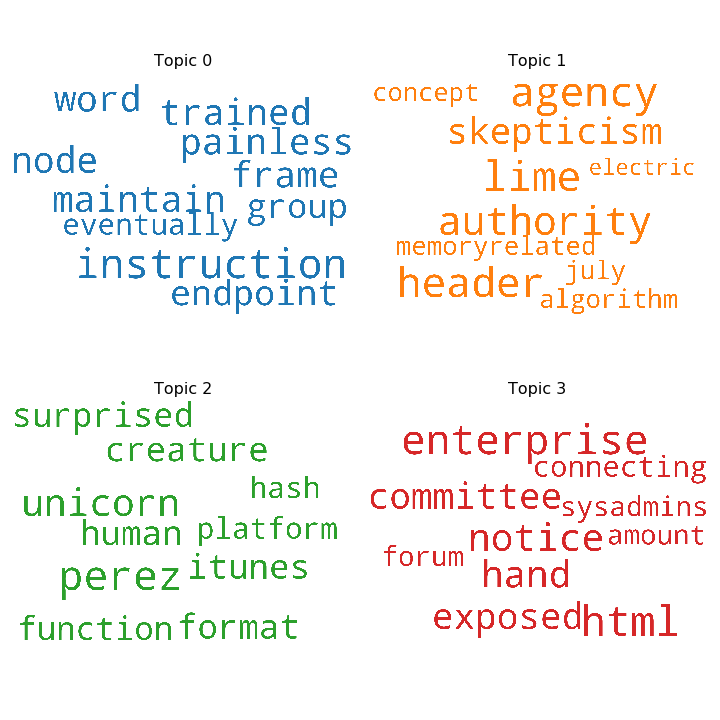 Topic 0
word
trained
painless
node
frame
maintain
group
eventually
instruction
endpoint
Topic 1
concept
agency
skepticism
lime
electric
authority
memoryrelated
july
header
algorithm
Topic 2
surprised
creature
hash
unicorn
human
platform
perez
itunes
function
format
Topic 3
enterprise
connecting
committee
sysadmins
notice
amount
forum
hand
exposed
html